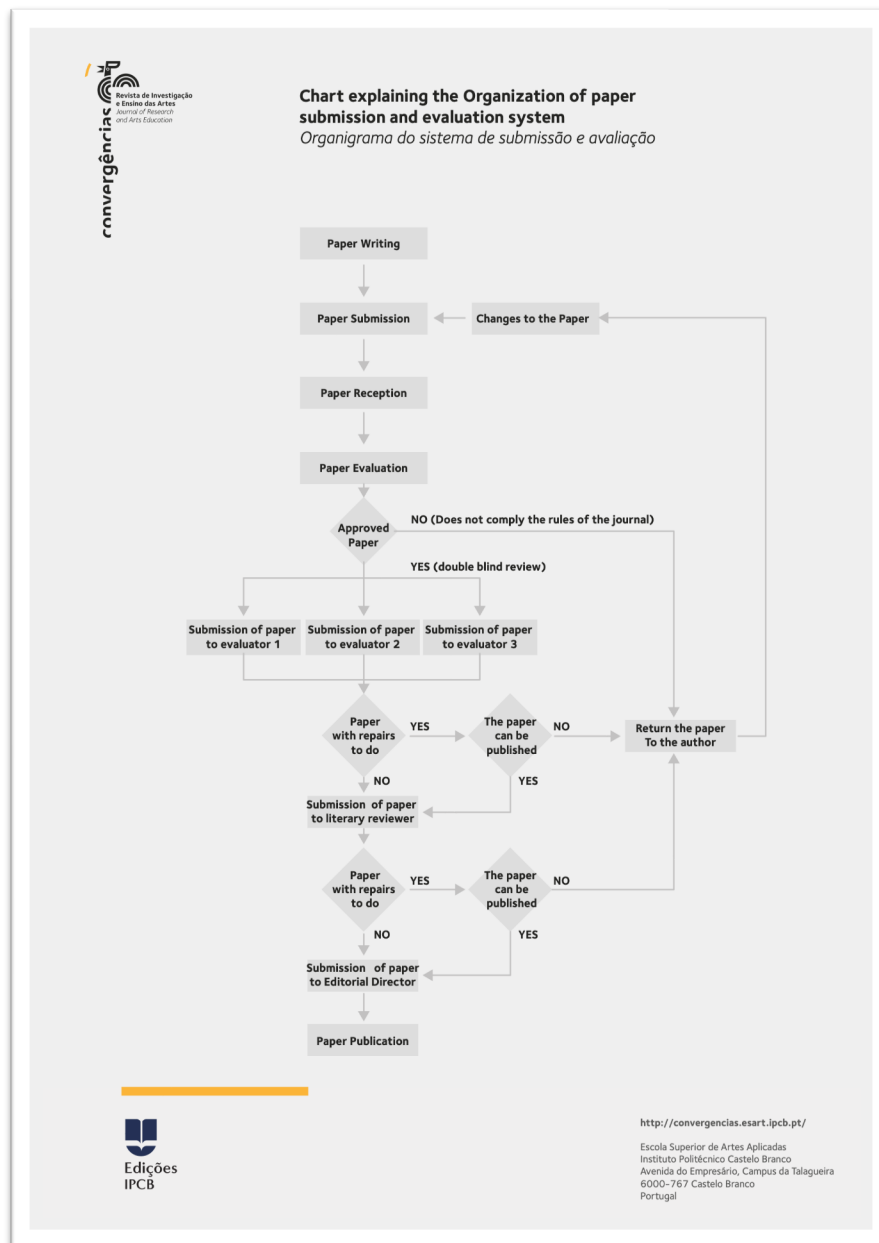 convergências
Revista de Investigação
e Ensino das Artes
Journal of Research
and Arts Education
Chart explaining the Organization of paper
submission and evaluation system
Organigrama do sistema de submissão e avaliação
Paper Writing
Paper Submission
Changes to the Paper
Paper Reception
Paper Evaluation
Approved
Paper
NO (Does not comply the rules of the journal)
YES (double blind review)
Submission of paper
to evaluator 1
Submission of paper
to evaluator 2
Submission of paper
to evaluator 3
Paper
with repairs
to do
YES
The paper
can be
published
NO
Return the paper
To the author
NO
YES
Submission of paper
to literary reviewer
Paper
with repairs
to do
YES
The paper
can be
published
NO
NO
YES
Submission of paper
to Editorial Director
Paper Publication
Edições
IPCB
http://convergencias.esart.ipcb.pt/
Escola Superior de Artes Aplicadas
Instituto Politécnico Castelo Branco
Avenida do Empresário, Campus da Talagueira
6000-767 Castelo Branco
Portugal